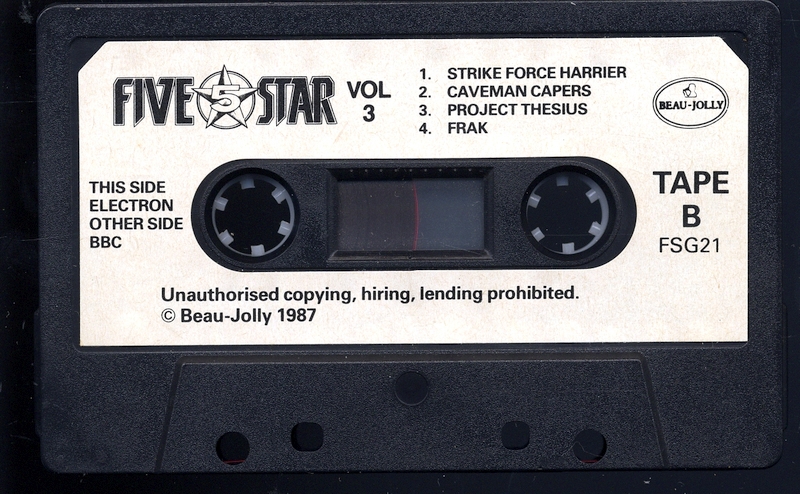 FIVE 5 STAR VOL 3
1. STRIKE FORCE HARRIER
2. CAVEMAN CAPERS
3. PROJECT THESIUS
4. FRAK
BEAU-JOLLY
THIS SIDE
ELECTRON
OTHER SIDE
BBC
TAPE
B
FSG21
Unauthorised copying, hiring, lending prohibited.
© Beau-Jolly 1987